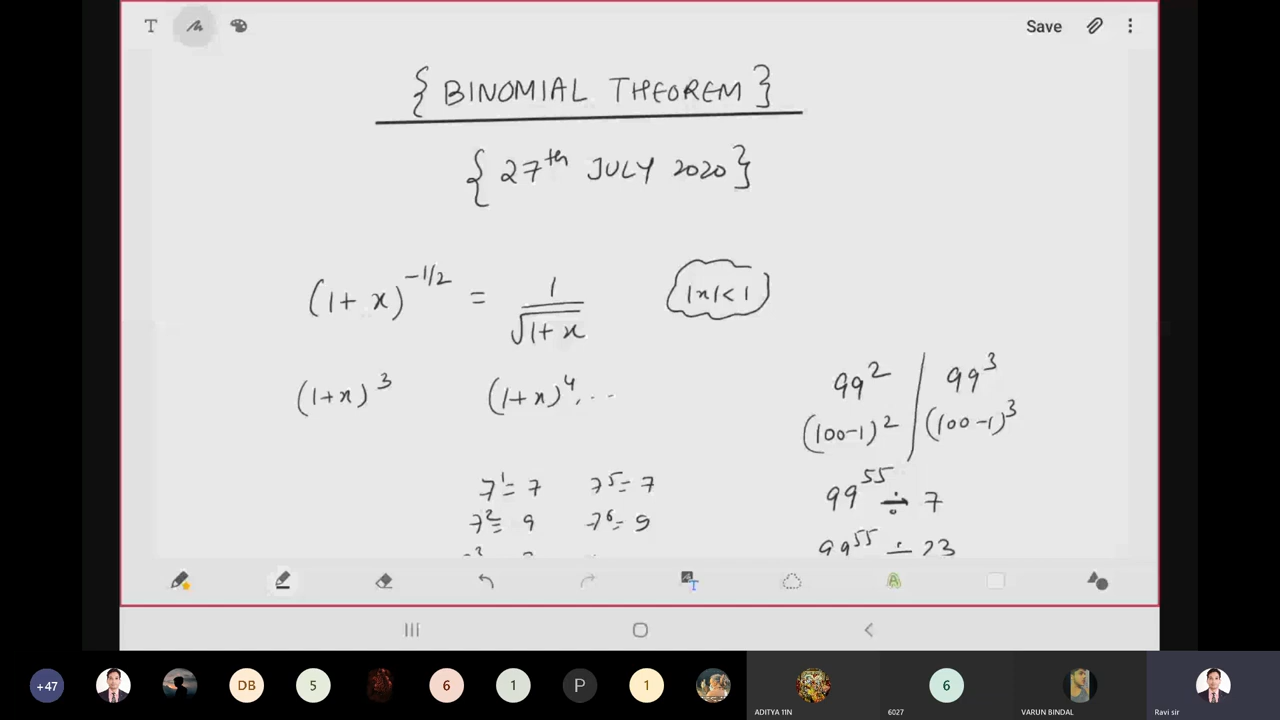 T Save
{ BINOMIAL THEOREM }
{ 27th JULY 2020 }
(1+x)^-1/2 = 1/√1+x |x|<1
(1+x)^3 (1+x)^4, ...
99^2 | 99^3
(100-1)^2 | (100-1)^3
7^1 = 7 7^5 = 7
7^2 = 9 7^6 = 9
99^55 ÷ 7
99^55 ÷ 23
T A
+47 DB 5 6 1 P 1 6
ADITYA 11N 6027 VARUN BINDAL Ravi sir